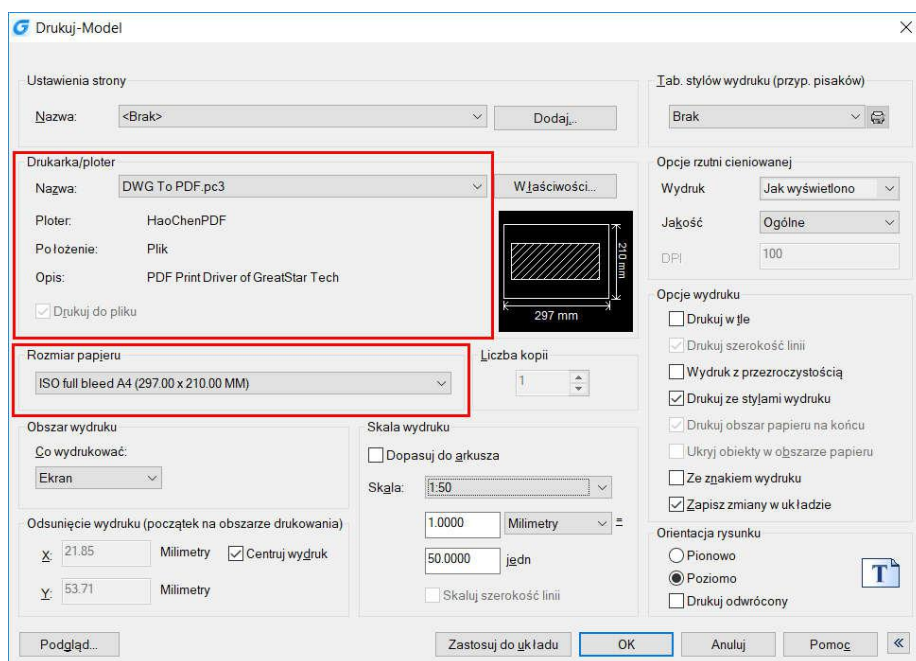 Drukuj-Model
Ustawienia strony
Nazwa: <Brak> Dodaj...
Drukarka/ploter
Nazwa: DWG To PDF.pc3 Właściwości...
Ploter: HaoChenPDF
Położenie: Plik
Opis: PDF Print Driver of GreatStar Tech
Drukuj do pliku
210 mm
297 mm
Rozmiar papieru
ISO full bleed A4 (297.00 x 210.00 MM)
Liczba kopii
1
Obszar wydruku
Co wydrukować:
Ekran
Odsunięcie wydruku (początek na obszarze drukowania)
X: 21.85 Milimetry Centruj wydruk
Y: 53.71 Milimetry
Skala wydruku
Dopasuj do arkusza
Skala: 1:50
1.0000 Milimetry =
50.0000 jedn
Skaluj szerokość linii
Tab. stylów wydruku (przyp. pisaków)
Brak
Opcje rzutni cieniowanej
Wydruk Jak wyświetlono
Jakość Ogólne
DPI 100
Opcje wydruku
Drukuj w tle
Drukuj szerokość linii
Wydruk z przezroczystością
Drukuj ze stylami wydruku
Drukuj obszar papieru na końcu
Ukryj obiekty w obszarze papieru
Ze znakiem wydruku
Zapisz zmiany w układzie
Orientacja rysunku
Pionowo
Poziomo
Drukuj odwrócony
T
Podgląd... Zastosuj do układu OK Anuluj Pomoc «